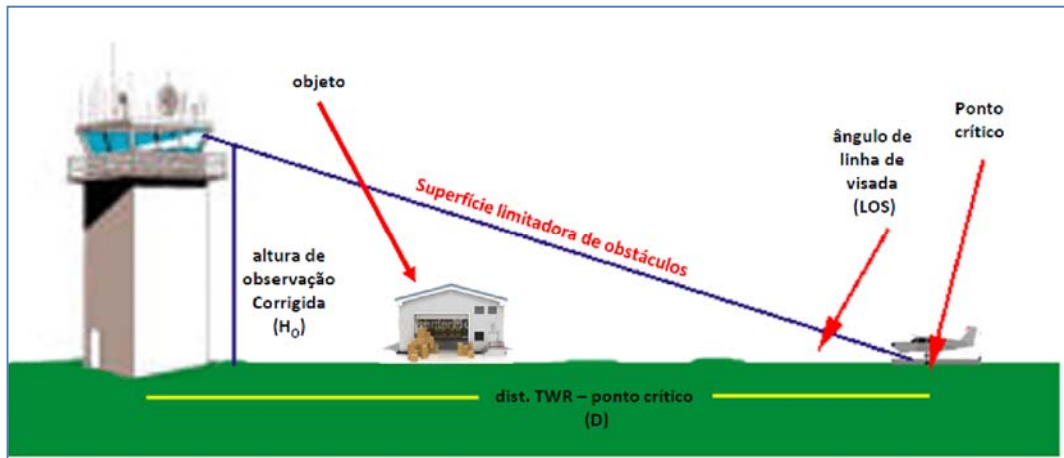 objeto
Ponto
crítico
ângulo de
linha de
visada
(LOS)
Superfície limitadora de obstáculos
altura de
observação
Corrigida
(H₀)
dist. TWR – ponto crítico
(D)